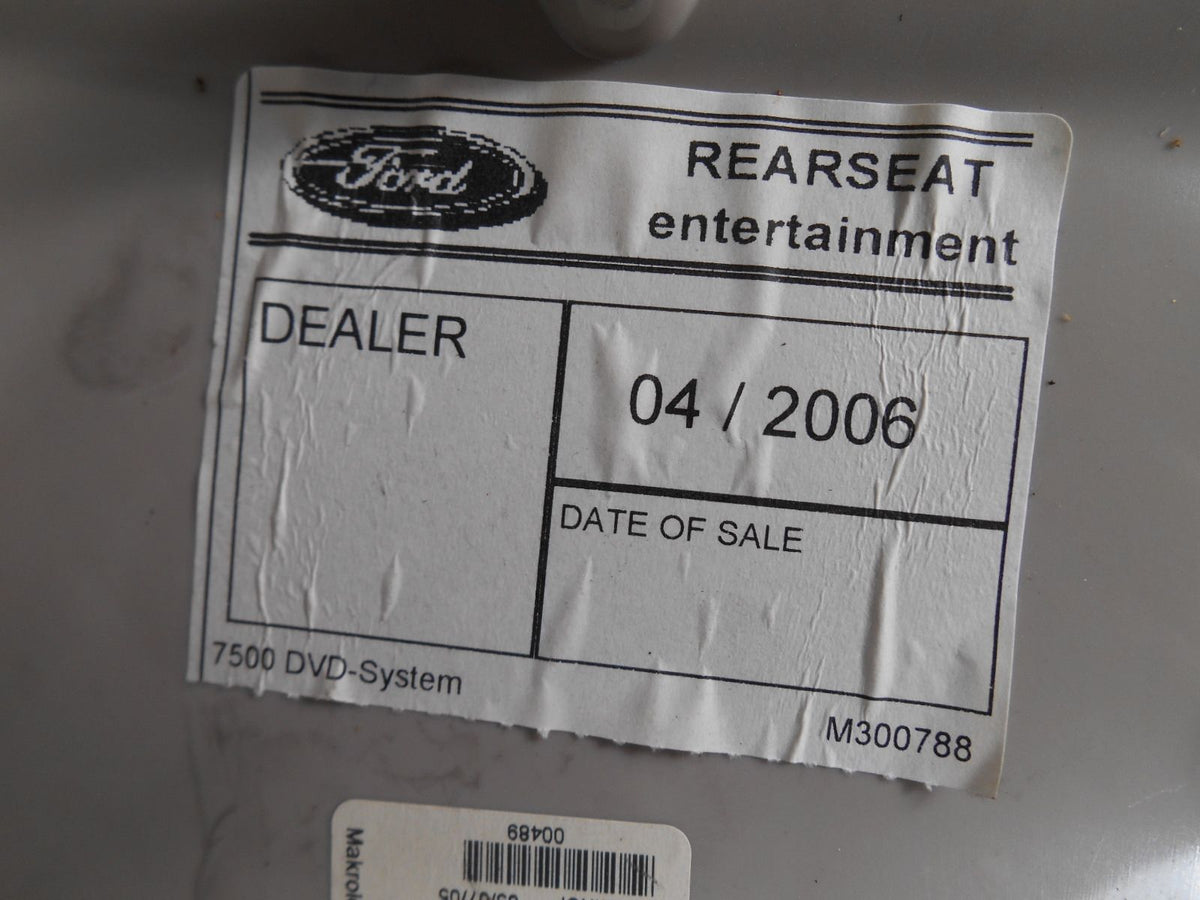 Ford
REARSEAT
entertainment
DEALER
04 / 2006
DATE OF SALE
7500 DVD-System
M300788
00489